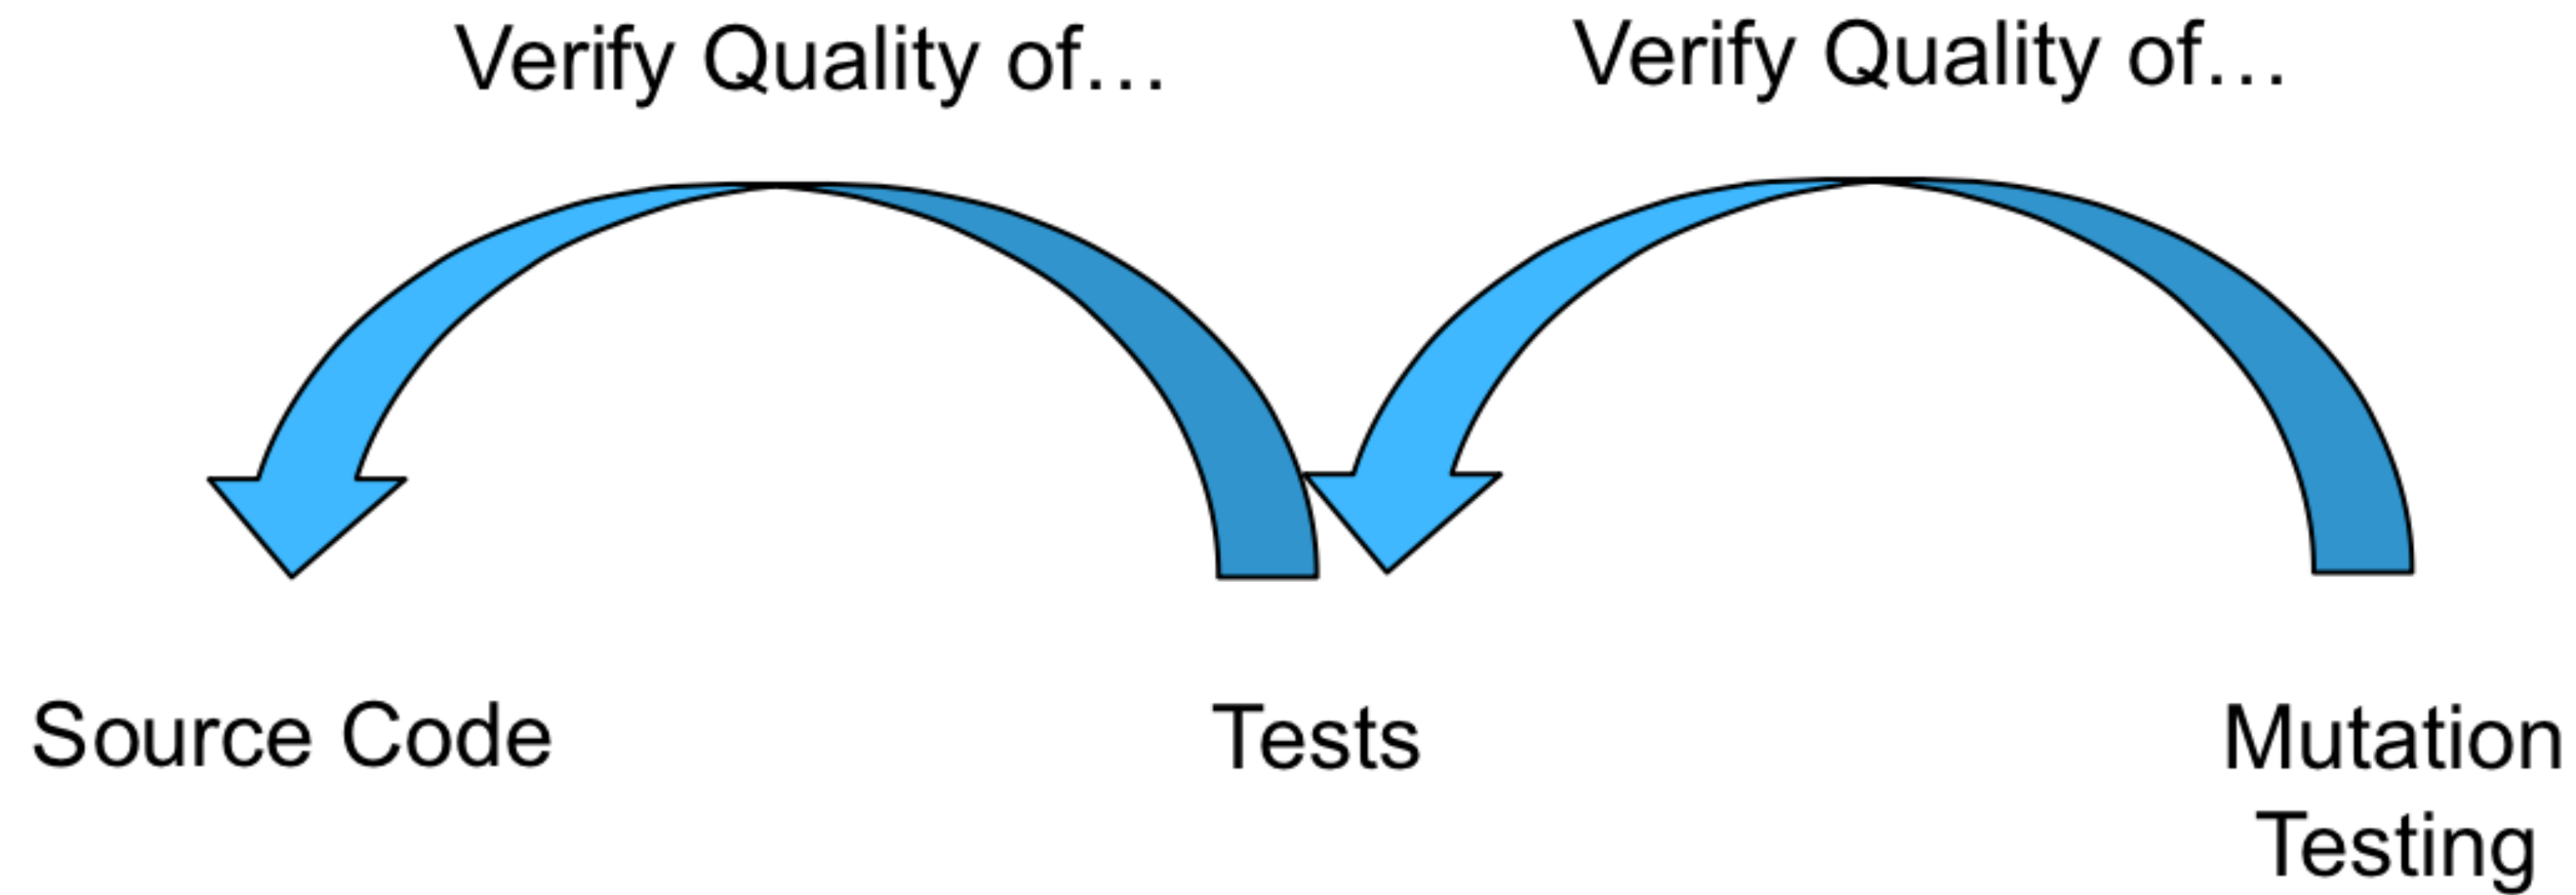 Verify Quality of…
Verify Quality of…
Source Code
Tests
Mutation
Testing